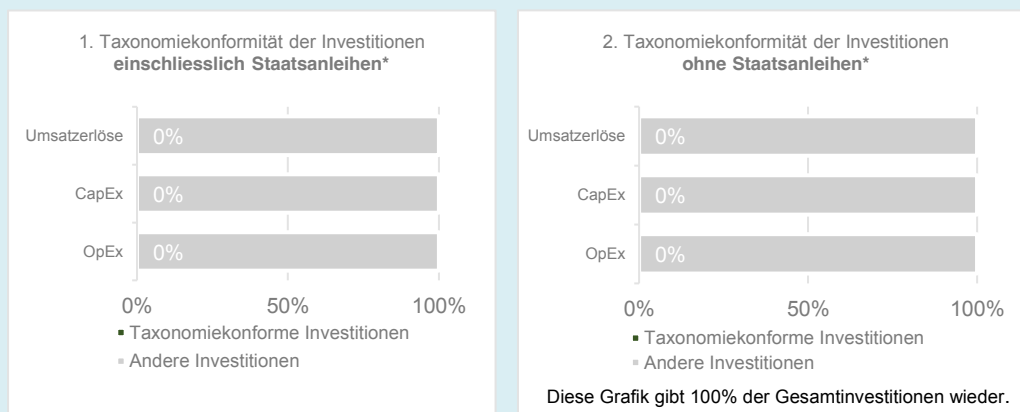 1. Taxonomiekonformität der Investitionen
einschliesslich Staatsanleihen*
Umsatzerlöse
0%
CapEx
0%
OpEx
0%
0%
50%
100%
Taxonomiekonforme Investitionen
Andere Investitionen
2. Taxonomiekonformität der Investitionen
ohne Staatsanleihen*
Umsatzerlöse
0%
CapEx
0%
OpEx
0%
0%
50%
100%
Taxonomiekonforme Investitionen
Andere Investitionen
Diese Grafik gibt 100% der Gesamtinvestitionen wieder.